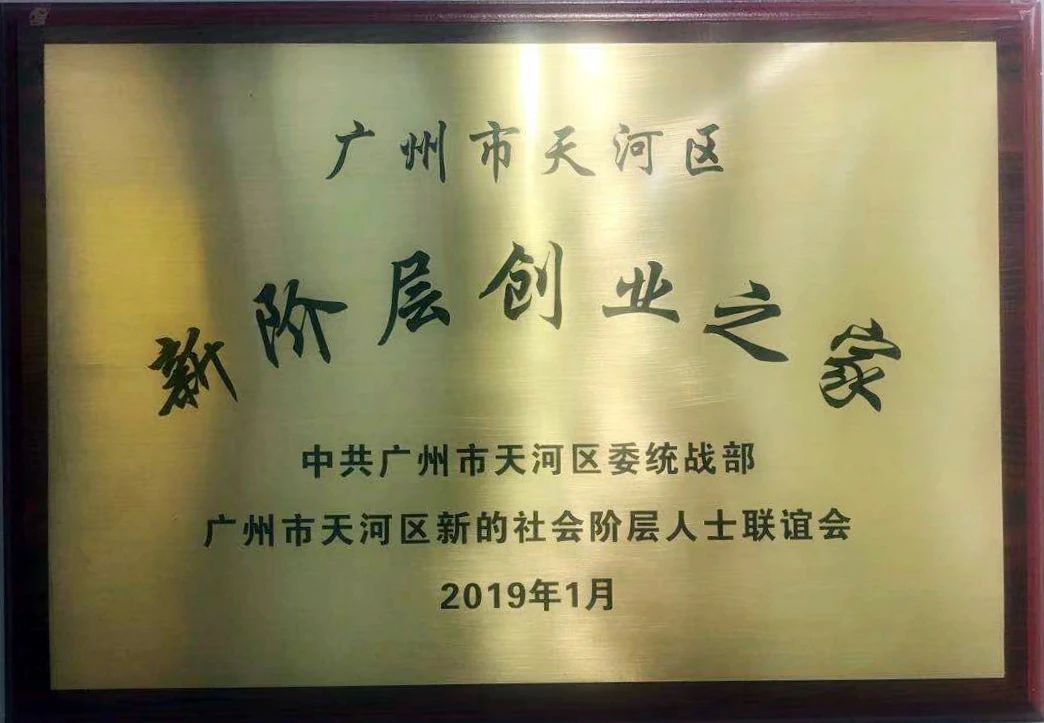 广州市天河区
新阶层创业之家
中共广州市天河区委统战部
广州市天河区新的社会阶层人士联谊会
2019年1月